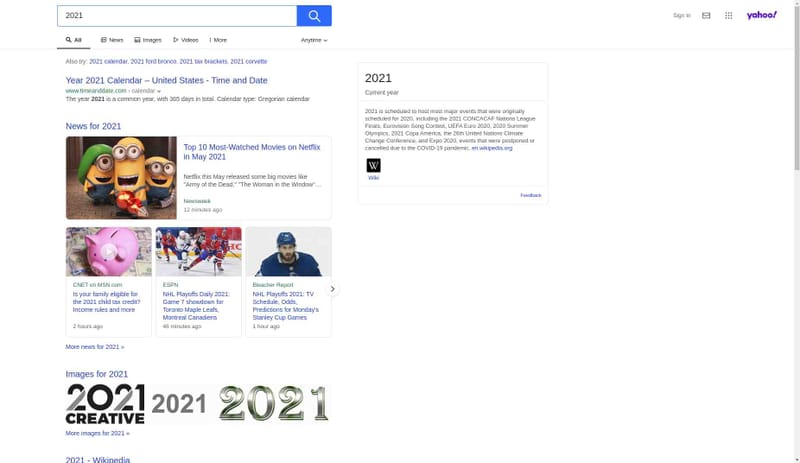 2021
Sign in
yahoo!
All
News
Images
Videos
More
Anytime
Also try: 2021 calendar, 2021 ford bronco, 2021 tax brackets, 2021 corvette
Year 2021 Calendar – United States - Time and Date
www.timeanddate.com › calendar
The year 2021 is a common year, with 365 days in total. Calendar type: Gregorian calendar
News for 2021
Top 10 Most-Watched Movies on Netflix
in May 2021
Netflix this May released some big movies like
"Army of the Dead," "The Woman in the Window"…
Newsweek
12 minutes ago
CNET on MSN.com
Is your family eligible for
the 2021 child tax credit?
Income rules and more
2 hours ago
ESPN
NHL Playoffs Daily 2021:
Game 7 showdown for
Toronto Maple Leafs,
Montreal Canadiens
46 minutes ago
Bleacher Report
NHL Playoffs 2021: TV
Schedule, Odds,
Predictions for Monday's
Stanley Cup Games
1 hour ago
More news for 2021 »
Images for 2021
2021
CREATIVE
2021
2021
More images for 2021 »
2021 - Wikipedia
2021
Current year
2021 is scheduled to host most major events that were originally
scheduled for 2020, including the 2021 CONCACAF Nations League
Finals, Eurovision Song Contest, UEFA Euro 2020, 2020 Summer
Olympics, 2021 Copa America, the 26th United Nations Climate
Change Conference, and Expo 2020, events that were postponed or
cancelled due to the COVID-19 pandemic. en.wikipedia.org
W
Wiki
Feedback